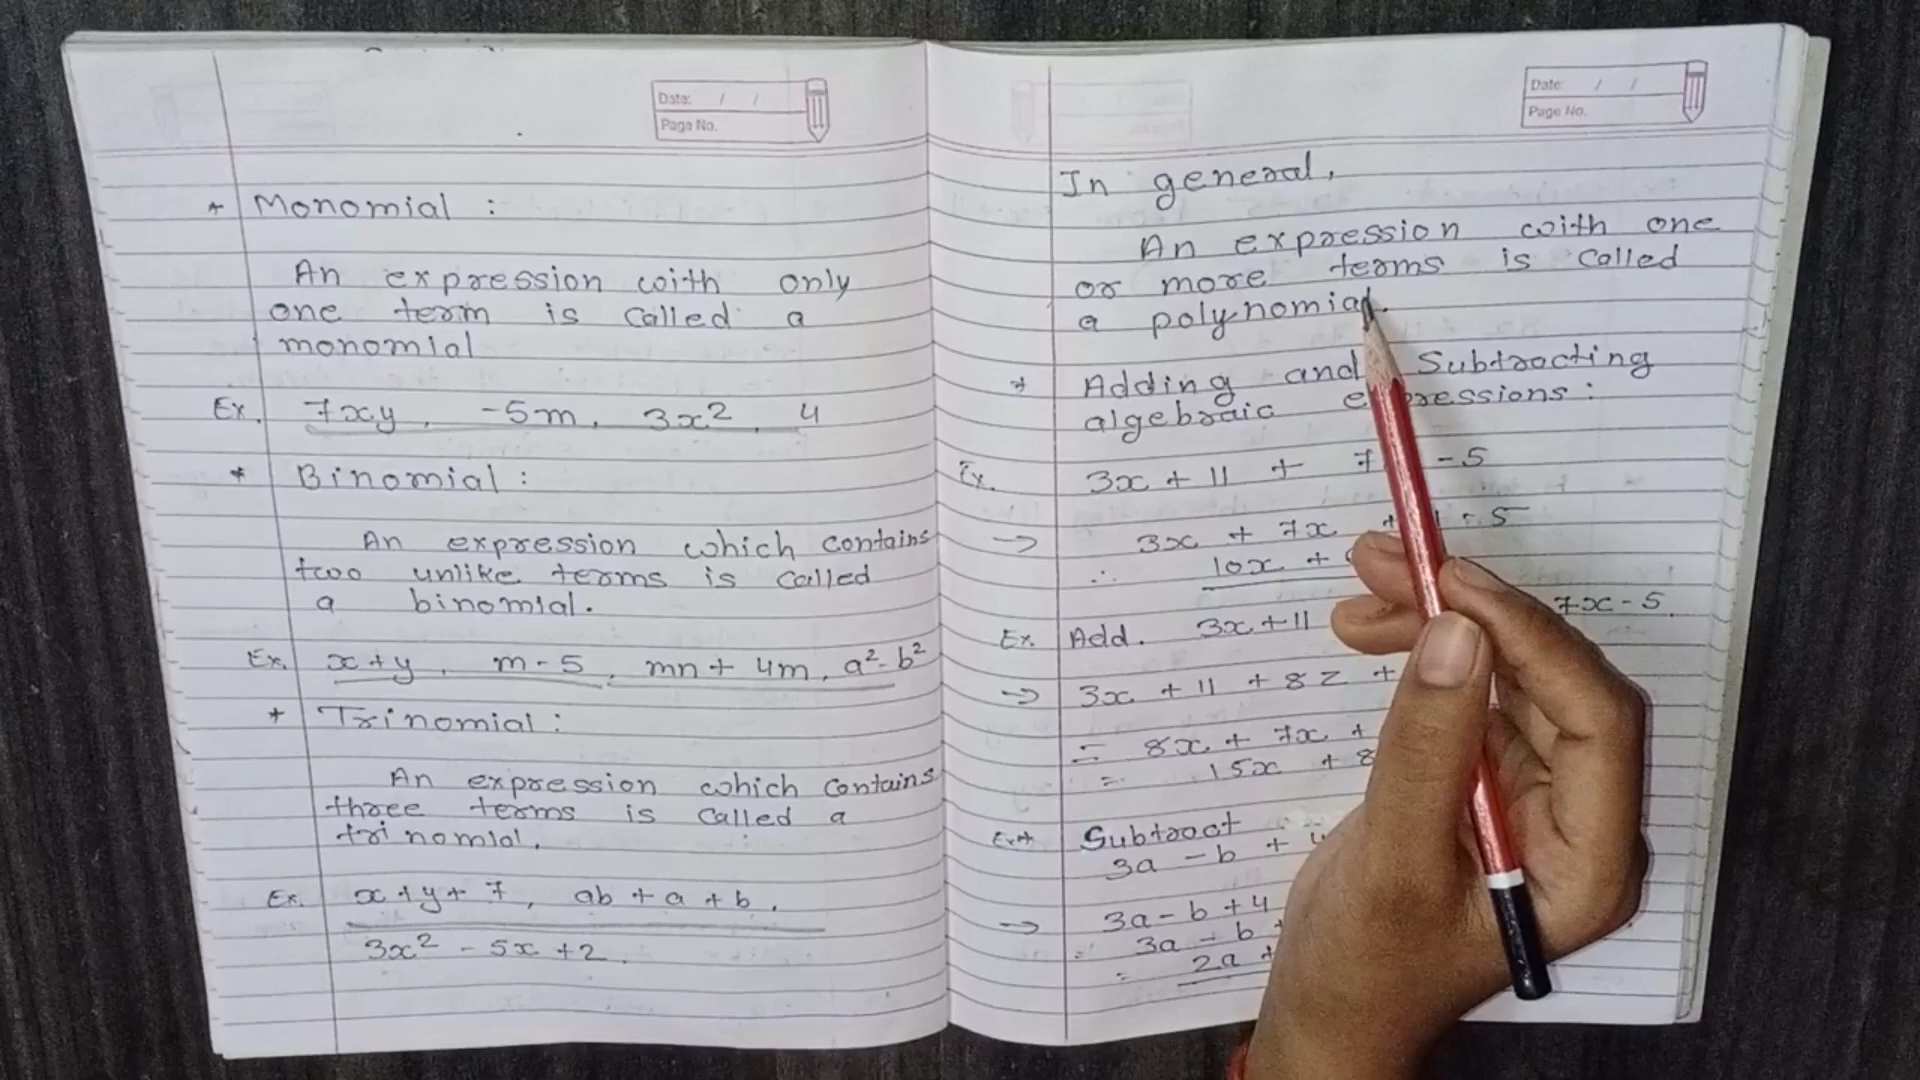 Date: / /
Page No.
* Monomial :
An expression with only
one term is called a
monomial
Ex. 7xy, -5m, 3x², 4
* Binomial :
An expression which contains
two unlike terms is called
a binomial.
Ex. x+y, m-5, mn+4m, a²-b²
* Trinomial :
An expression which contains
three terms is called a
trinomial.
Ex. x+y+7, ab+a+b,
3x² - 5x + 2.
Date: / /
Page No.
In general,
An expression with one
or more terms is called
a polynomial.
* Adding and Subtracting
algebraic expressions :
Ex. 3x + 11 + 7 - 5
→ 3x + 7x + - 5
∴ 10x +
Ex. Add. 3x+11 7x-5.
→ 3x + 11 + 8z +
= 8x + 7x +
= 15x + 8
Subtract
3a - b + 4
→ 3a - b + 4
= 3a - b +
= 2a +